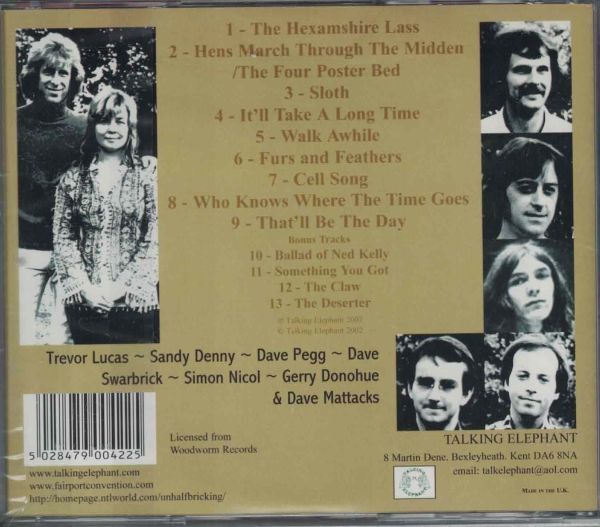 1 - The Hexamshire Lass
2 - Hens March Through The Midden
/The Four Poster Bed
3 - Sloth
4 - It'll Take A Long Time
5 - Walk Awhile
6 - Furs and Feathers
7 - Cell Song
8 - Who Knows Where The Time Goes
9 - That'll Be The Day
Bonus Tracks
10 - Ballad of Ned Kelly
11 - Something You Got
12 - The Claw
13 - The Deserter
℗ Talking Elephant 2002
© Talking Elephant 2002
Trevor Lucas ~ Sandy Denny ~ Dave Pegg ~ Dave
Swarbrick ~ Simon Nicol ~ Gerry Donohue
& Dave Mattacks
5 028479 004225
Licensed from
Woodworm Records
www.talkingelephant.com
www.fairportconvention.com
http://homepage.ntlworld.com/unhalfbricking/
TALKING ELEPHANT
8 Martin Dene. Bexleyheath. Kent DA6 8NA
email: talkelephant@aol.com
TALKING
ELEPHANT
MADE IN THE U.K.